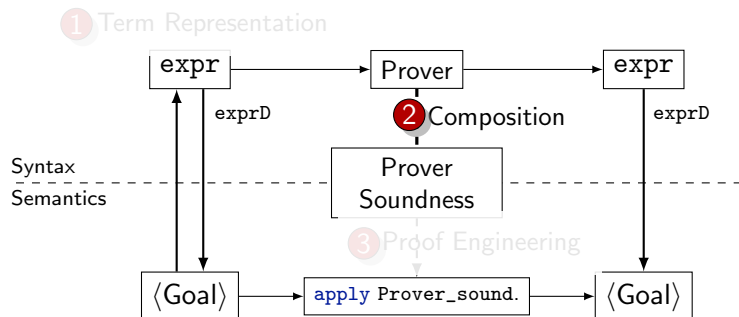 1 Term Representation
expr
Prover
expr
exprD
2 Composition
exprD
Syntax
Prover
Soundness
Semantics
3 Proof Engineering
⟨Goal⟩
apply Prover_sound.
⟨Goal⟩